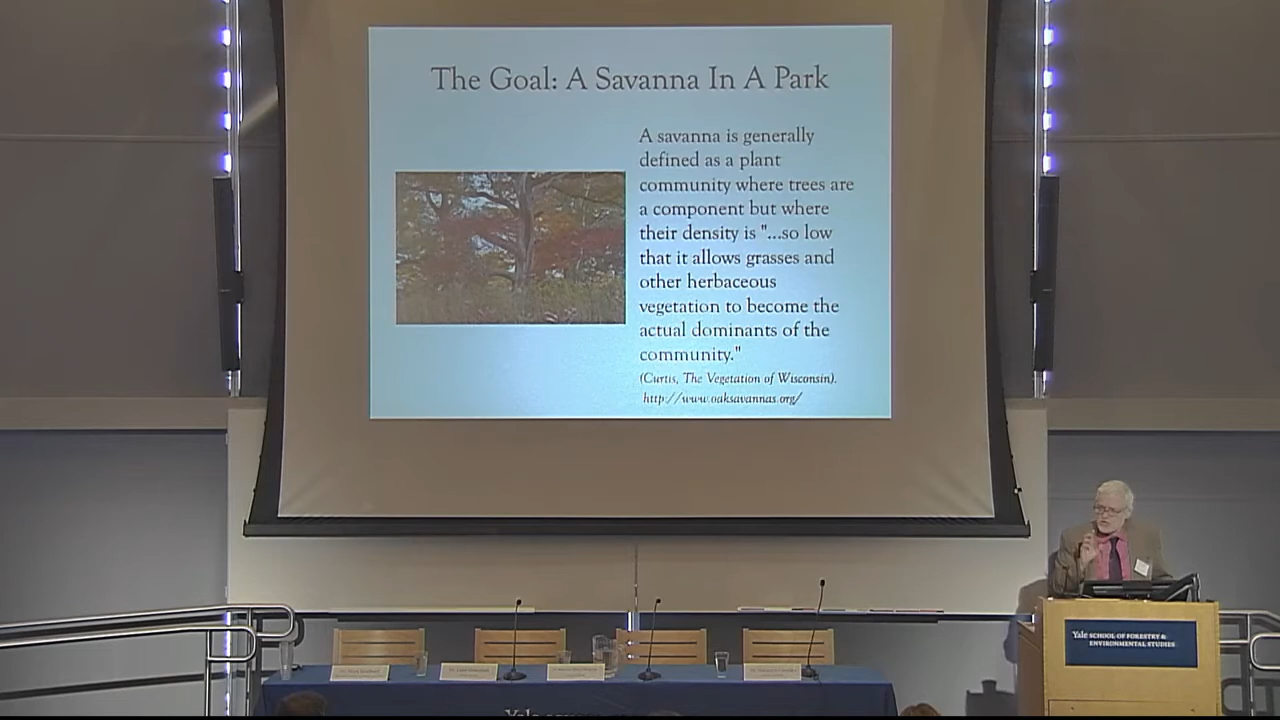 The Goal: A Savanna In A Park
A savanna is generally
defined as a plant
community where trees are
a component but where
their density is "...so low
that it allows grasses and
other herbaceous
vegetation to become the
actual dominants of the
community."
(Curtis, The Vegetation of Wisconsin).
http://www.oaksavannas.org/
Yale SCHOOL OF FORESTRY &
ENVIRONMENTAL STUDIES
Yale